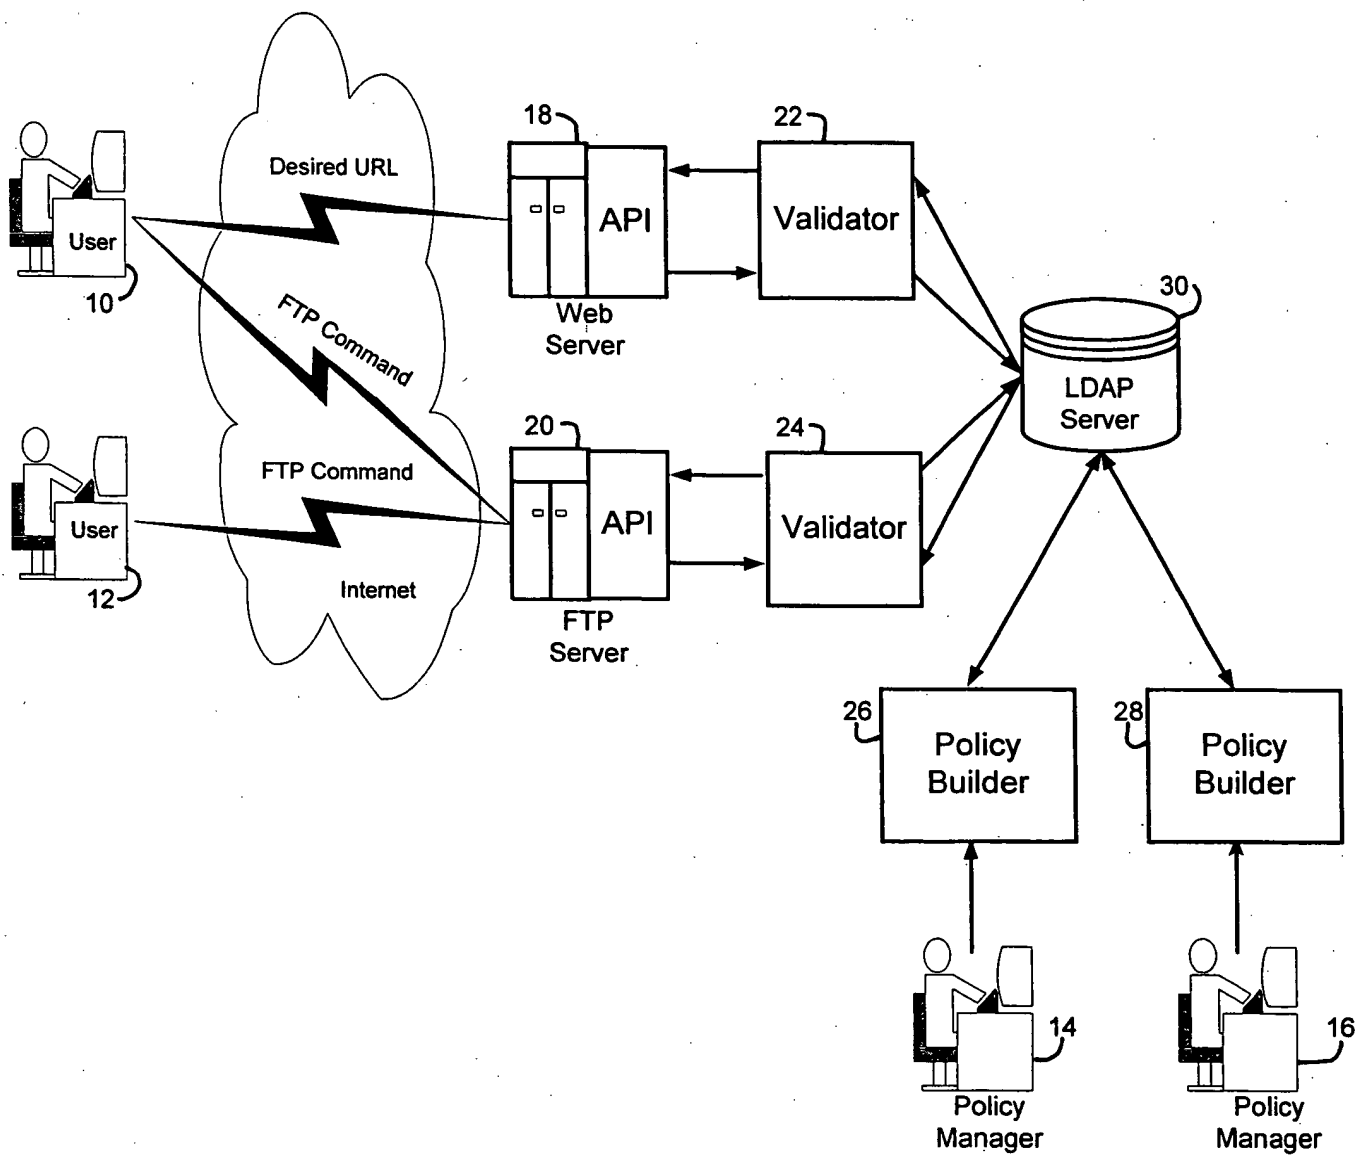 18
22
Desired URL
API
Validator
User
10
Web
Server
30
FTP Command
LDAP
Server
20
24
FTP Command
API
Validator
User
12
Internet
FTP
Server
26
Policy
Builder
28
Policy
Builder
14
Policy
Manager
16
Policy
Manager